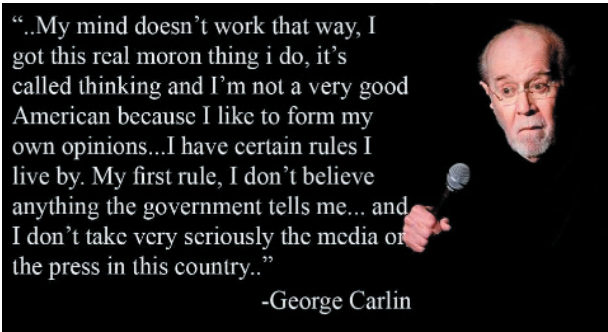 “..My mind doesn’t work that way, I
got this real moron thing i do, it’s
called thinking and I’m not a very good
American because I like to form my
own opinions...I have certain rules I
live by. My first rule, I don’t believe
anything the government tells me... and
I don’t take very seriously the media or
the press in this country..”
-George Carlin